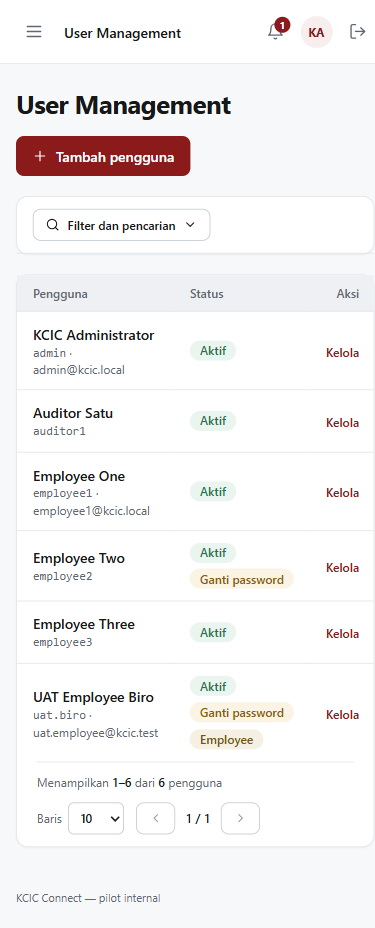 User Management
1
KA
User Management
+ Tambah pengguna
Filter dan pencarian
Pengguna Status Aksi
KCIC Administrator
admin ·
admin@kcic.local
Aktif
Kelola
Auditor Satu
auditor1
Aktif
Kelola
Employee One
employee1 ·
employee1@kcic.local
Aktif
Kelola
Employee Two
employee2
Aktif
Ganti password
Kelola
Employee Three
employee3
Aktif
Kelola
UAT Employee Biro
uat.biro ·
uat.employee@kcic.test
Aktif
Ganti password
Employee
Kelola
Menampilkan 1–6 dari 6 pengguna
Baris 10 1 / 1
KCIC Connect — pilot internal